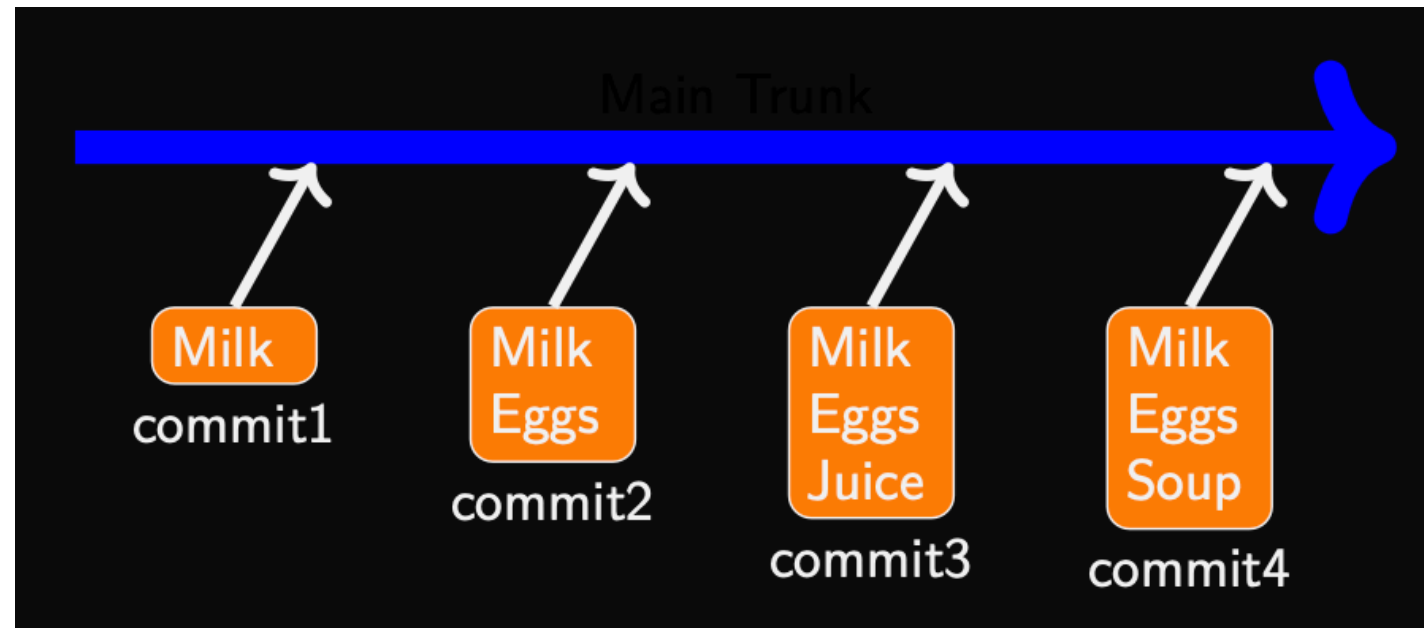 Main Trunk
Milk
commit1
Milk
Eggs
commit2
Milk
Eggs
Juice
commit3
Milk
Eggs
Soup
commit4